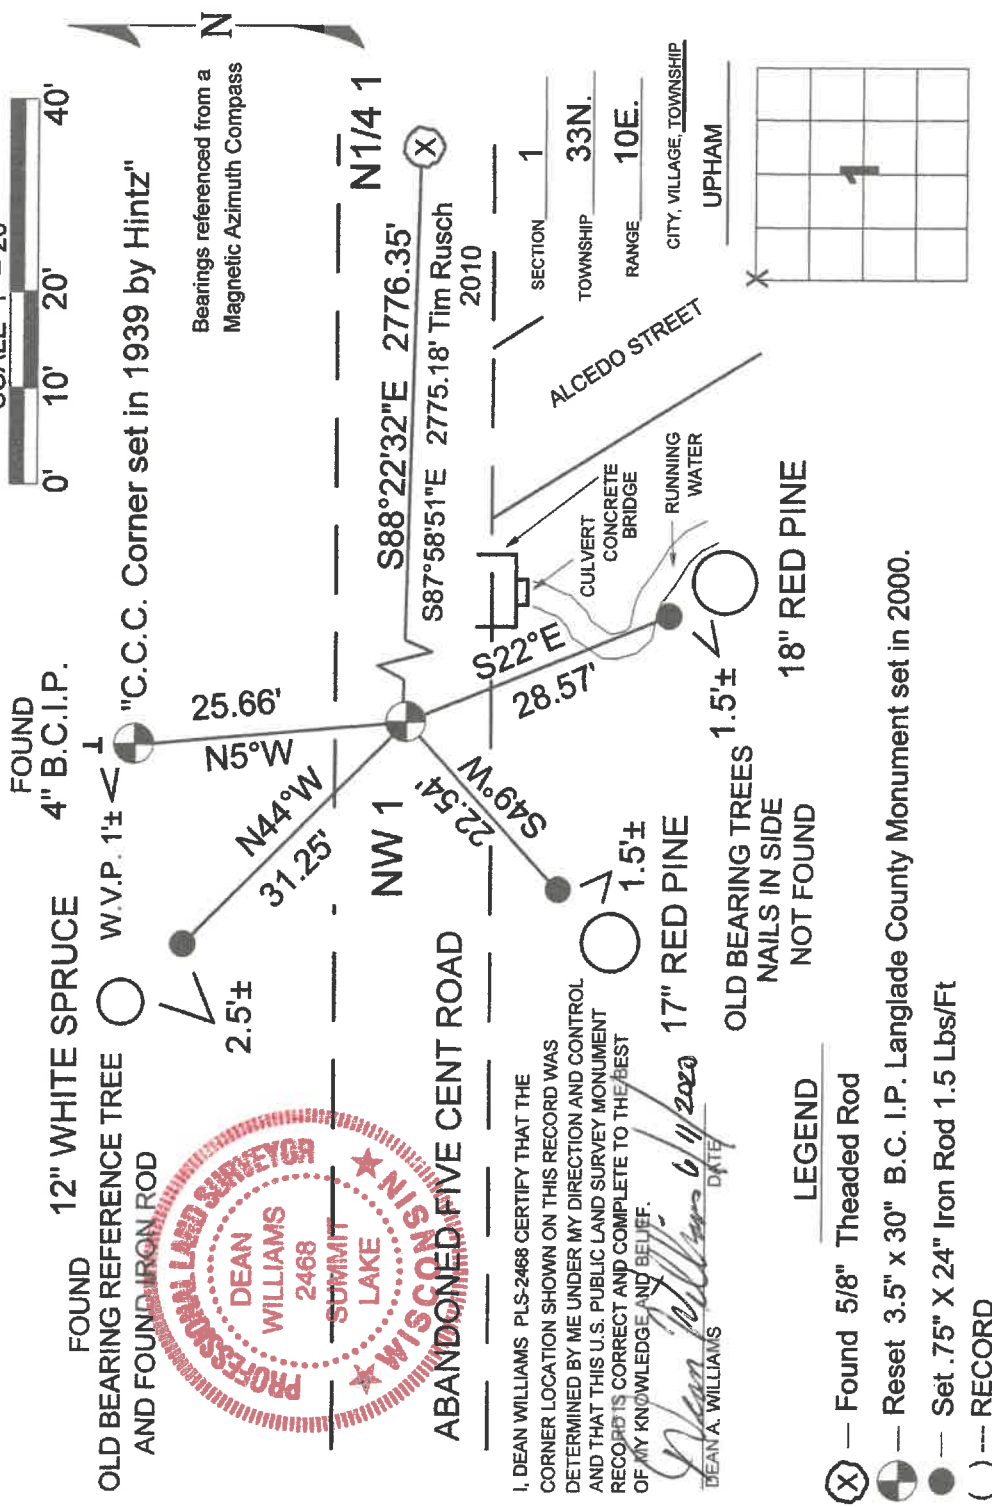 0' 10' 20' 40'
N
Bearings referenced from a
Magnetic Azimuth Compass
FOUND
4" B.C.I.P.
"C.C.C. Corner set in 1939 by Hintz"
W.V.P. 1'±
FOUND
12" WHITE SPRUCE
OLD BEARING REFERENCE TREE
AND FOUND IRON ROD
2.5'±
25.66'
N5°W
N44°W
31.25'
NW 1
N1/4 1
X
S88°22'32"E 2776.35'
S87°58'51"E 2775.18' Tim Rusch
2010
ABANDONED FIVE CENT ROAD
S22°E
28.57'
S49°W
22.54'
CULVERT
CONCRETE
BRIDGE
RUNNING
WATER
ALCEDO STREET
1.5'±
18" RED PINE
1.5'±
17" RED PINE
OLD BEARING TREES
NAILS IN SIDE
NOT FOUND
SECTION 1
TOWNSHIP 33N.
RANGE 10E.
CITY, VILLAGE, TOWNSHIP
UPHAM
X
1
PROFESSIONAL LAND SURVEYOR
DEAN
WILLIAMS
2468
SUMMIT
LAKE
WISCONSIN
I, DEAN WILLIAMS PLS-2468 CERTIFY THAT THE
CORNER LOCATION SHOWN ON THIS RECORD WAS
DETERMINED BY ME UNDER MY DIRECTION AND CONTROL
AND THAT THIS U.S. PUBLIC LAND SURVEY MONUMENT
RECORD IS CORRECT AND COMPLETE TO THE BEST
OF MY KNOWLEDGE AND BELIEF.
Dean Williams 6/11/2020
DEAN A. WILLIAMS DATE
LEGEND
X — Found 5/8" Theaded Rod
— Reset 3.5" x 30" B.C. I.P. Langlade County Monument set in 2000.
— Set .75" X 24" Iron Rod 1.5 Lbs/Ft
( ) --- RECORD